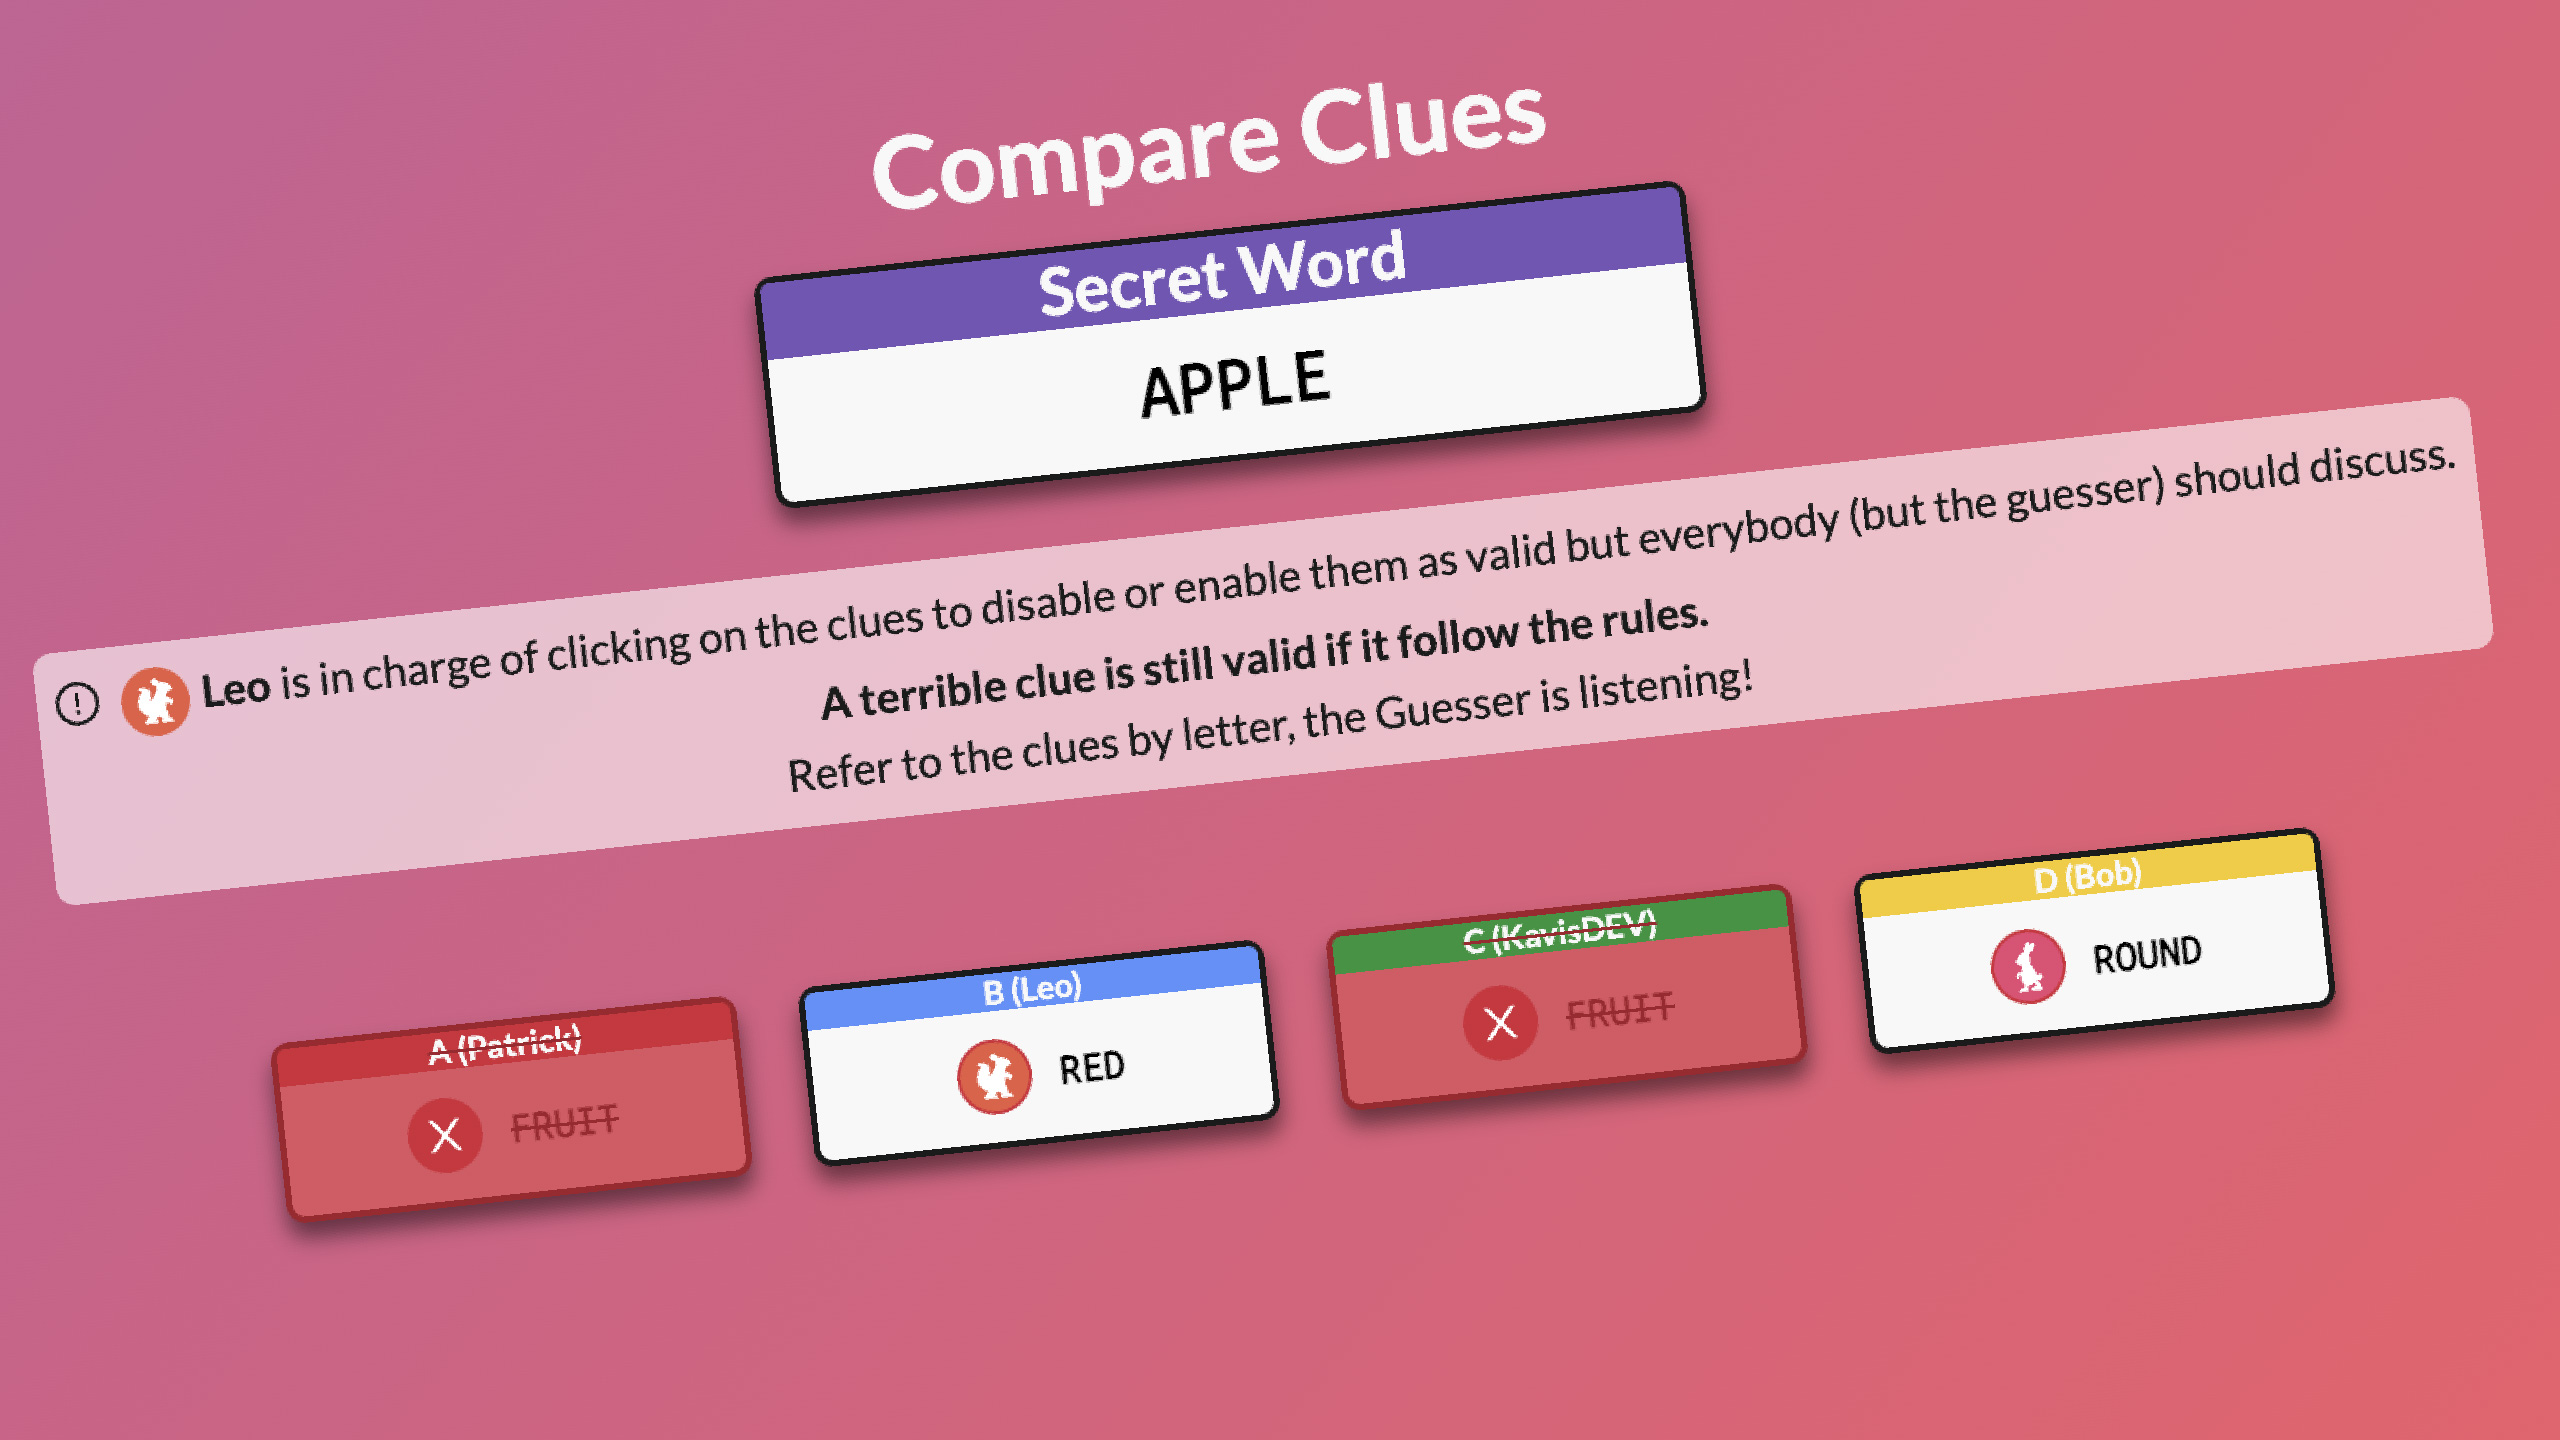 Compare Clues
Secret Word
APPLE
Leo is in charge of clicking on the clues to disable or enable them as valid but everybody (but the guesser) should discuss.
A terrible clue is still valid if it follow the rules.
Refer to the clues by letter, the Guesser is listening!
A (Patrick)
FRUIT
B (Leo)
RED
C (KavisDEV)
FRUIT
D (Bob)
ROUND